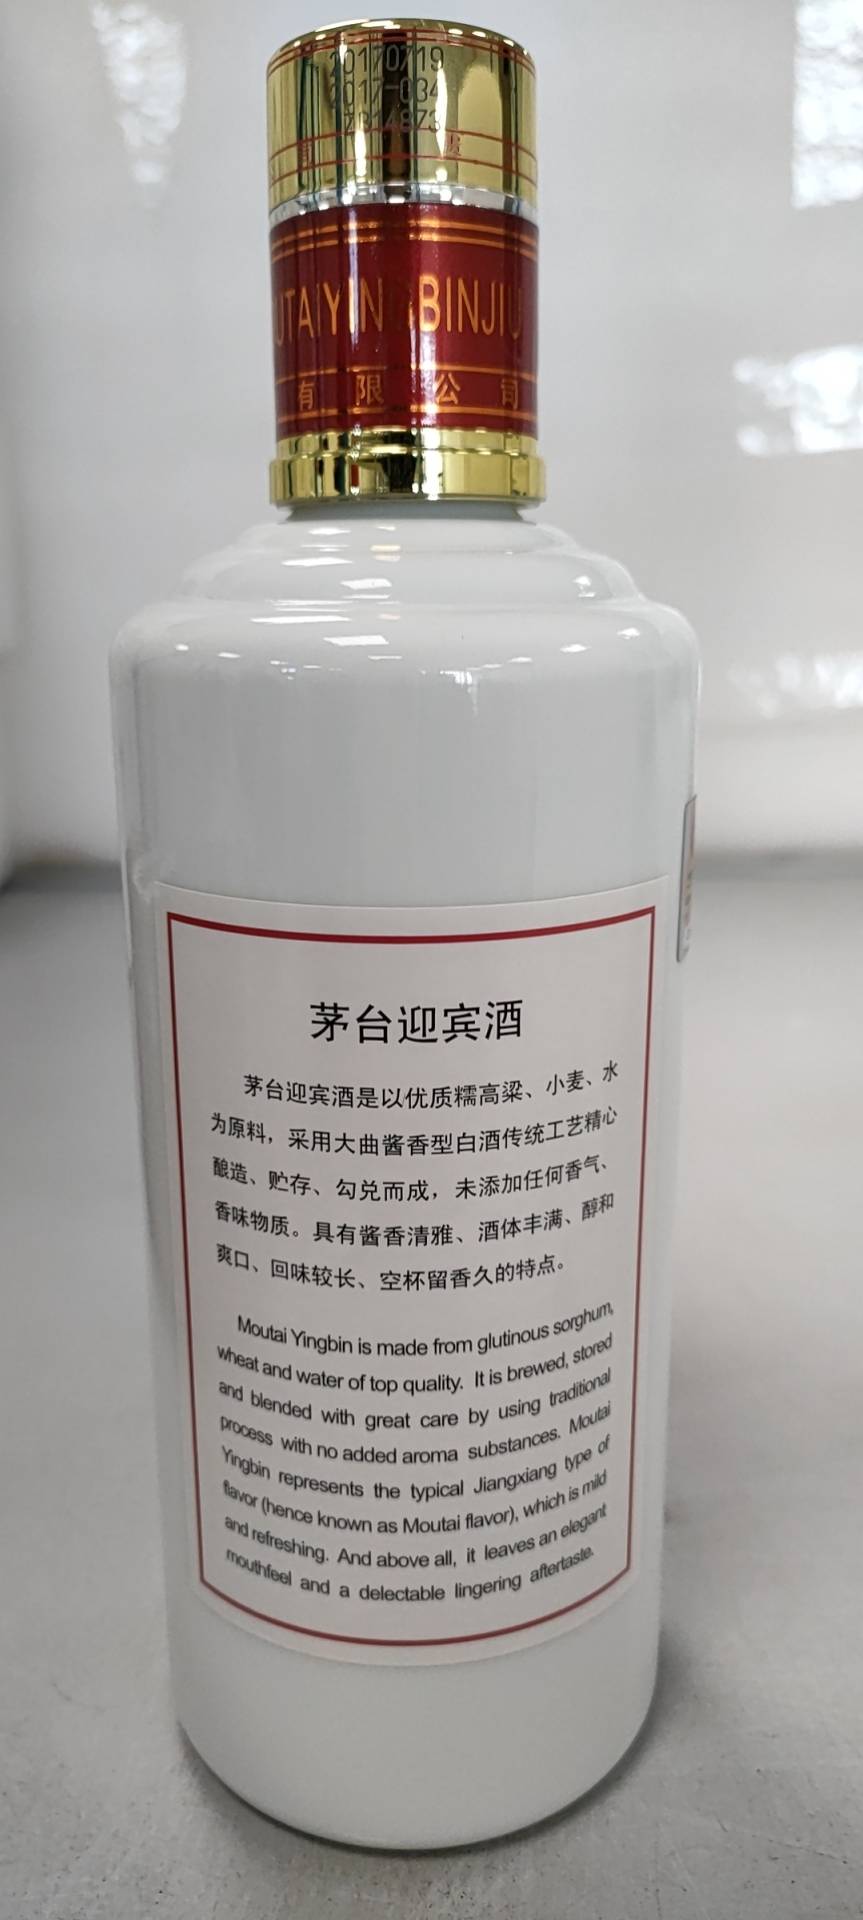 20170719
2017-034
7314873
UTAIYINGBINJIU
有限公司
茅台迎宾酒
茅台迎宾酒是以优质糯高粱、小麦、水
为原料，采用大曲酱香型白酒传统工艺精心
酿造、贮存、勾兑而成，未添加任何香气、
香味物质。具有酱香清雅、酒体丰满、醇和
爽口、回味较长、空杯留香久的特点。
Moutai Yingbin is made from glutinous sorghum,
wheat and water of top quality. It is brewed, stored
and blended with great care by using traditional
process with no added aroma substances. Moutai
Yingbin represents the typical Jiangxiang type of
flavor (hence known as Moutai flavor), which is mild
and refreshing. And above all, it leaves an elegant
mouthfeel and a delectable lingering aftertaste.